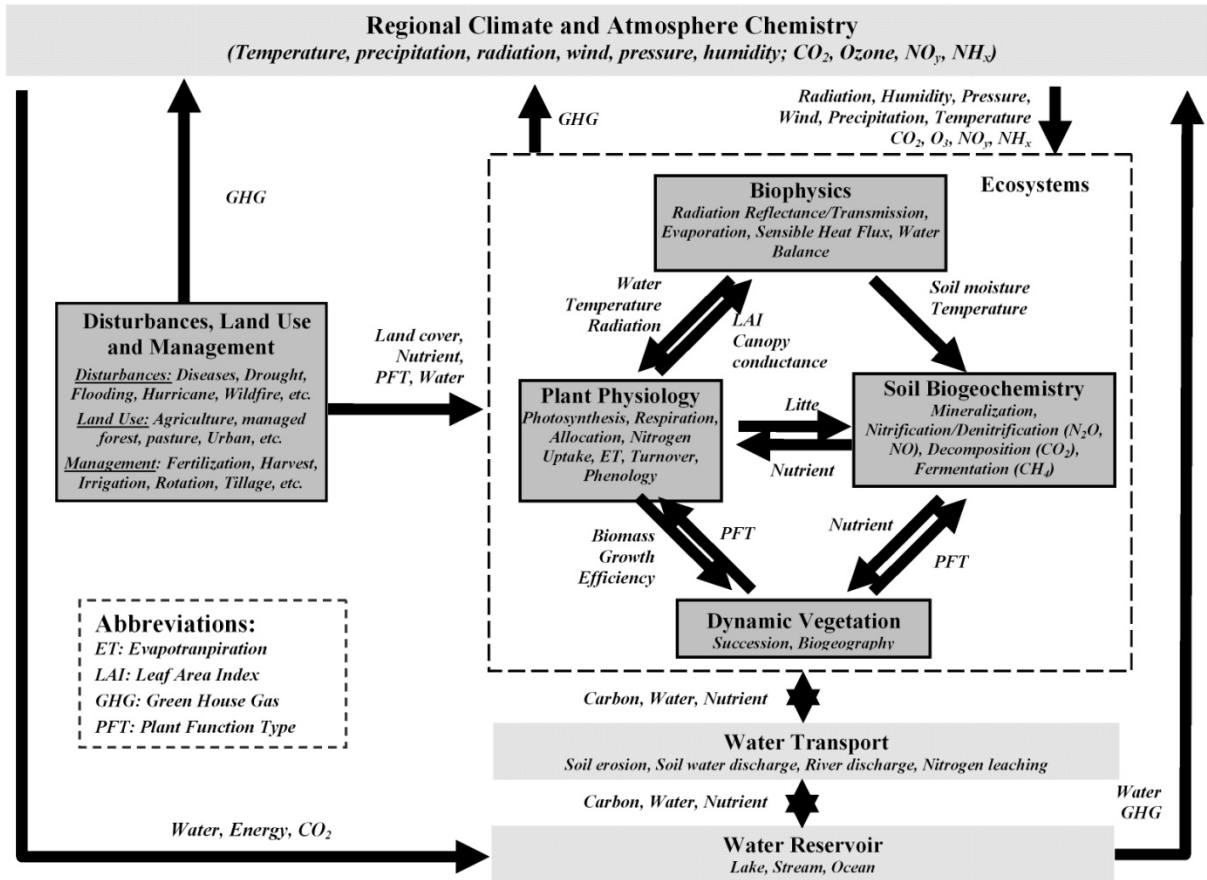 Regional Climate and Atmosphere Chemistry
(Temperature, precipitation, radiation, wind, pressure, humidity; CO₂, Ozone, NOy, NHx)
GHG
GHG
Radiation, Humidity, Pressure,
Wind, Precipitation, Temperature
CO₂, O₃, NOy, NHx
Ecosystems
Biophysics
Radiation Reflectance/Transmission,
Evaporation, Sensible Heat Flux, Water
Balance
Water
Temperature
Radiation
LAI
Canopy
conductance
Soil moisture
Temperature
Disturbances, Land Use
and Management
Disturbances: Diseases, Drought,
Flooding, Hurricane, Wildfire, etc.
Land Use: Agriculture, managed
forest, pasture, Urban, etc.
Management: Fertilization, Harvest,
Irrigation, Rotation, Tillage, etc.
Land cover,
Nutrient,
PFT, Water
Plant Physiology
Photosynthesis, Respiration,
Allocation, Nitrogen
Uptake, ET, Turnover,
Phenology
Litte
Nutrient
Soil Biogeochemistry
Mineralization,
Nitrification/Denitrification (N₂O,
NO), Decomposition (CO₂),
Fermentation (CH₄)
Biomass
Growth
Efficiency
PFT
Nutrient
PFT
Dynamic Vegetation
Succession, Biogeography
Abbreviations:
ET: Evapotranpiration
LAI: Leaf Area Index
GHG: Green House Gas
PFT: Plant Function Type
Carbon, Water, Nutrient
Water Transport
Soil erosion, Soil water discharge, River discharge, Nitrogen leaching
Carbon, Water, Nutrient
Water
GHG
Water, Energy, CO₂
Water Reservoir
Lake, Stream, Ocean